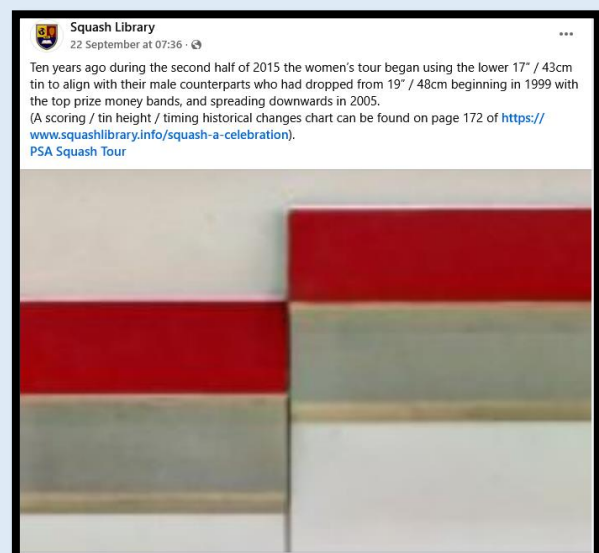 Squash Library
22 September at 07:36 ·
Ten years ago during the second half of 2015 the women's tour began using the lower 17" / 43cm
tin to align with their male counterparts who had dropped from 19" / 48cm beginning in 1999 with
the top prize money bands, and spreading downwards in 2005.
(A scoring / tin height / timing historical changes chart can be found on page 172 of https://
www.squashlibrary.info/squash-a-celebration).
PSA Squash Tour